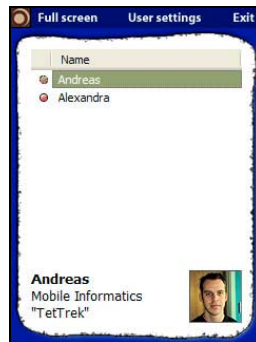 Full screen User settings Exit
Name
Andreas
Alexandra
Andreas
Mobile Informatics
"TetTrek"